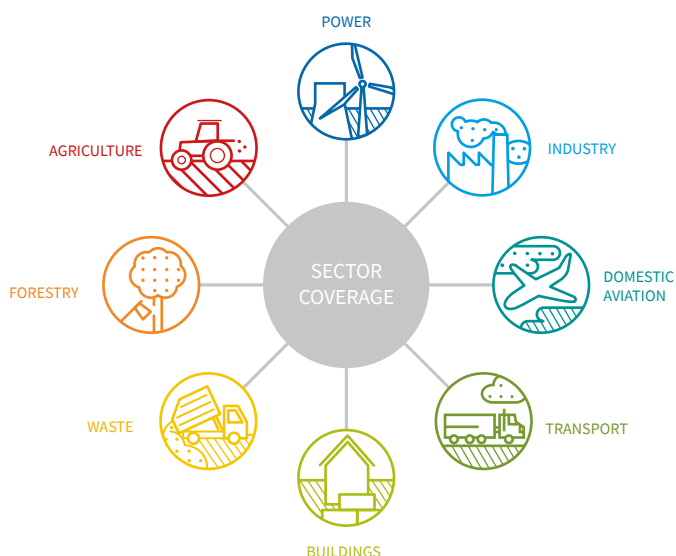 POWER
AGRICULTURE
INDUSTRY
SECTOR
COVERAGE
DOMESTIC
AVIATION
FORESTRY
WASTE
TRANSPORT
BUILDINGS